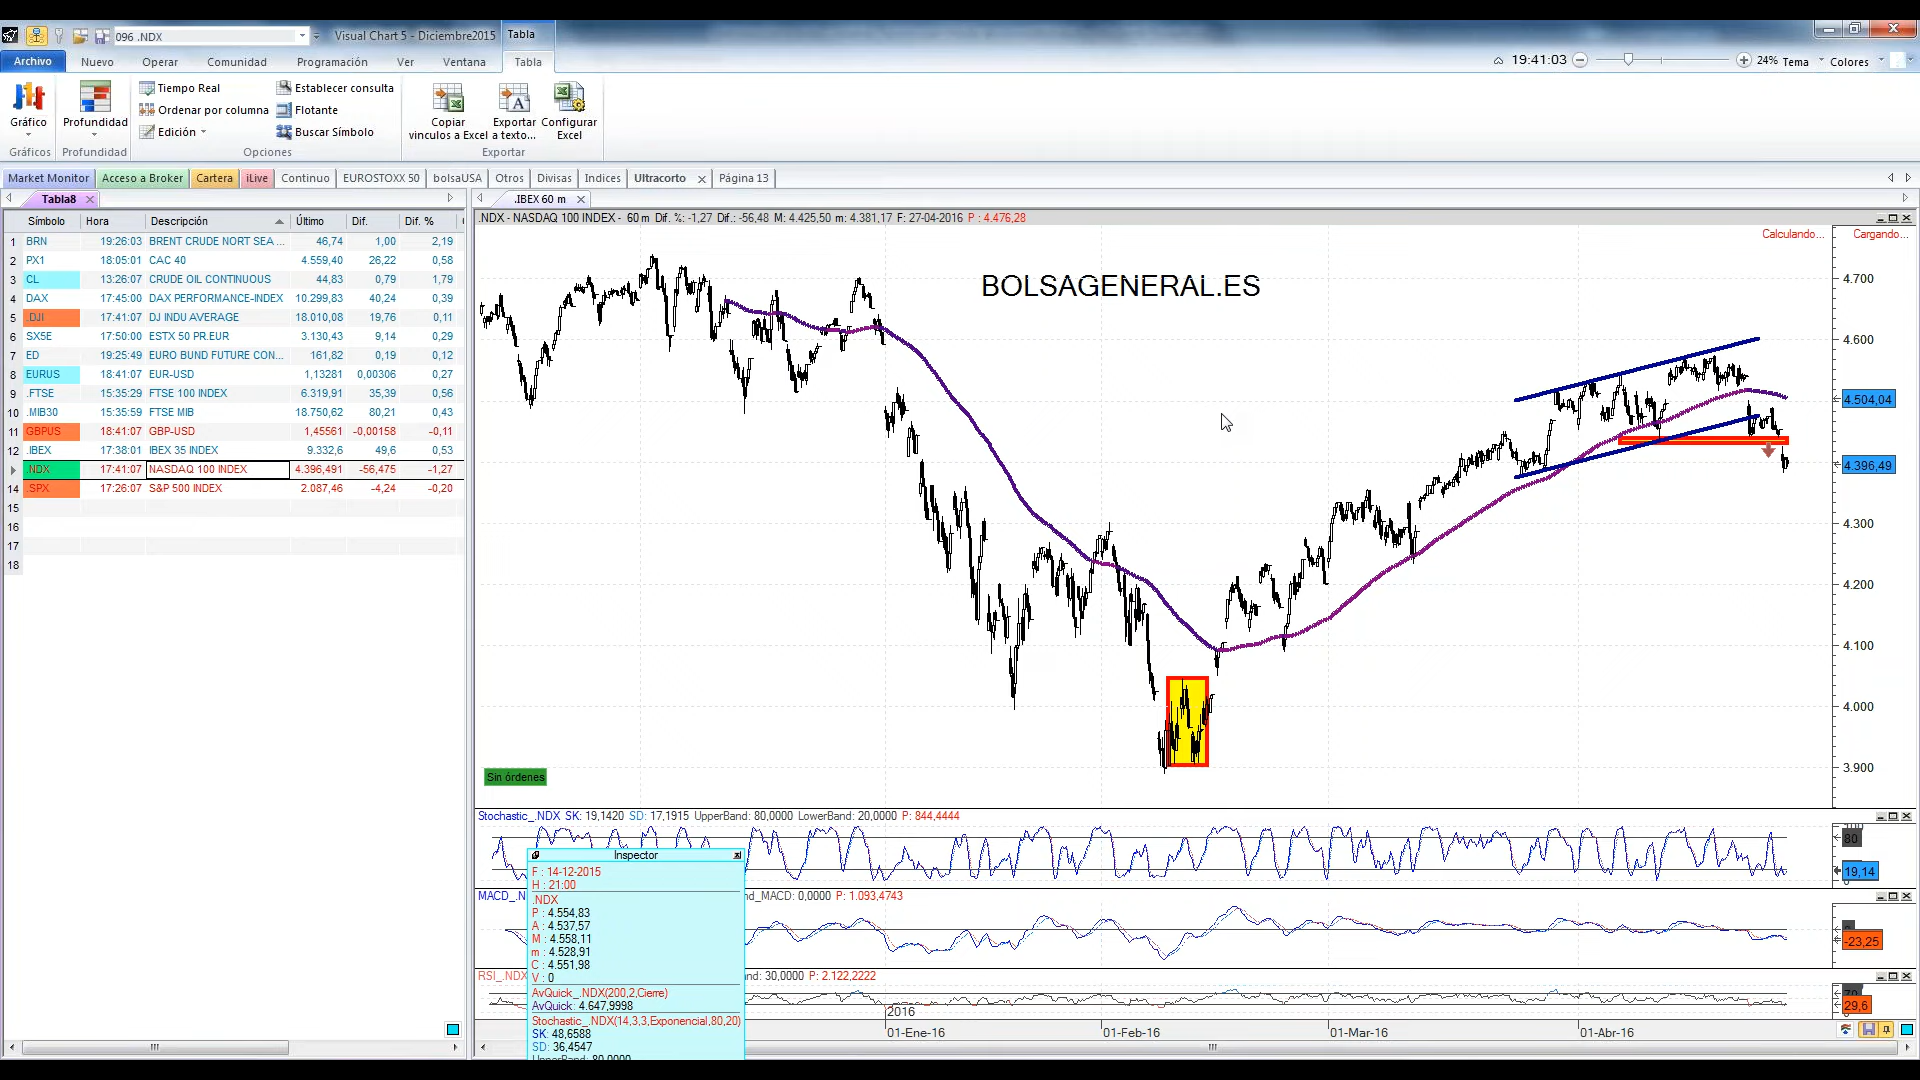 096 .NDX
Visual Chart 5 - Diciembre2015
Tabla
Archivo Nuevo Operar Comunidad Programación Ver Ventana Tabla
19:41:03 24% Tema Colores
Gráfico
Gráficos
Profundidad
Profundidad
Tiempo Real
Ordenar por columna
Edición
Establecer consulta
Flotante
Buscar Símbolo
Opciones
Copiar vinculos a Excel
Exportar a texto...
Configurar Excel
Exportar
Market Monitor Acceso a Broker Cartera iLive Continuo EUROSTOXX 50 bolsaUSA Otros Divisas Indices Ultracorto Página 13
Tabla8
Símbolo Hora Descripción Último Dif. Dif. %
1 BRN 19:26:03 BRENT CRUDE NORT SEA ... 46,74 1,00 2,19
2 PX1 18:05:01 CAC 40 4.559,40 26,22 0,58
3 CL 13:26:07 CRUDE OIL CONTINUOUS 44,83 0,79 1,79
4 DAX 17:45:00 DAX PERFORMANCE-INDEX 10.299,83 40,24 0,39
5 .DJI 17:41:07 DJ INDU AVERAGE 18.010,08 19,76 0,11
6 SX5E 17:50:00 ESTX 50 PR.EUR 3.130,43 9,14 0,29
7 ED 19:25:49 EURO BUND FUTURE CON... 161,82 0,19 0,12
8 EURUS 18:41:07 EUR-USD 1,13281 0,00306 0,27
9 .FTSE 15:35:29 FTSE 100 INDEX 6.319,91 35,39 0,56
10 .MIB30 15:35:59 FTSE MIB 18.750,62 80,21 0,43
11 GBPUS 18:41:07 GBP-USD 1,45561 -0,00158 -0,11
12 .IBEX 17:38:01 IBEX 35 INDEX 9.332,6 49,6 0,53
.NDX 17:41:07 NASDAQ 100 INDEX 4.396,491 -56,475 -1,27
14 .SPX 17:26:07 S&P 500 INDEX 2.087,46 -4,24 -0,20
15
16
17
18
.IBEX 60 m
.NDX - NASDAQ 100 INDEX - 60 m Dif. %: -1,27 Dif.: -56,48 M: 4.425,50 m: 4.381,17 F: 27-04-2016 P : 4.476,28
Calculando... Cargando...
BOLSAGENERAL.ES
4.700
4.600
4.504,04
4.396,49
4.300
4.200
4.100
4.000
3.900
Sin órdenes
Stochastic_.NDX SK: 19,1420 SD: 17,1915 UpperBand: 80,0000 LowerBand: 20,0000 P: 844,4444
80
19,14
MACD_.N
nd_MACD: 0,0000 P: 1.093,4743
-23,25
RSI_.NDX
and: 30,0000 P: 2.122,2222
29,6
Inspector
F : 14-12-2015
H : 21:00
.NDX
P : 4.554,83
A : 4.537,57
M : 4.558,11
m : 4.528,91
C : 4.551,98
V : 0
AvQuick_.NDX(200,2,Cierre)
AvQuick: 4.647,9998
Stochastic_.NDX(14,3,3,Exponencial,80,20)
SK: 48,6588
SD: 36,4547
UpperBand: 80,0000
2016
01-Ene-16 01-Feb-16 01-Mar-16 01-Abr-16